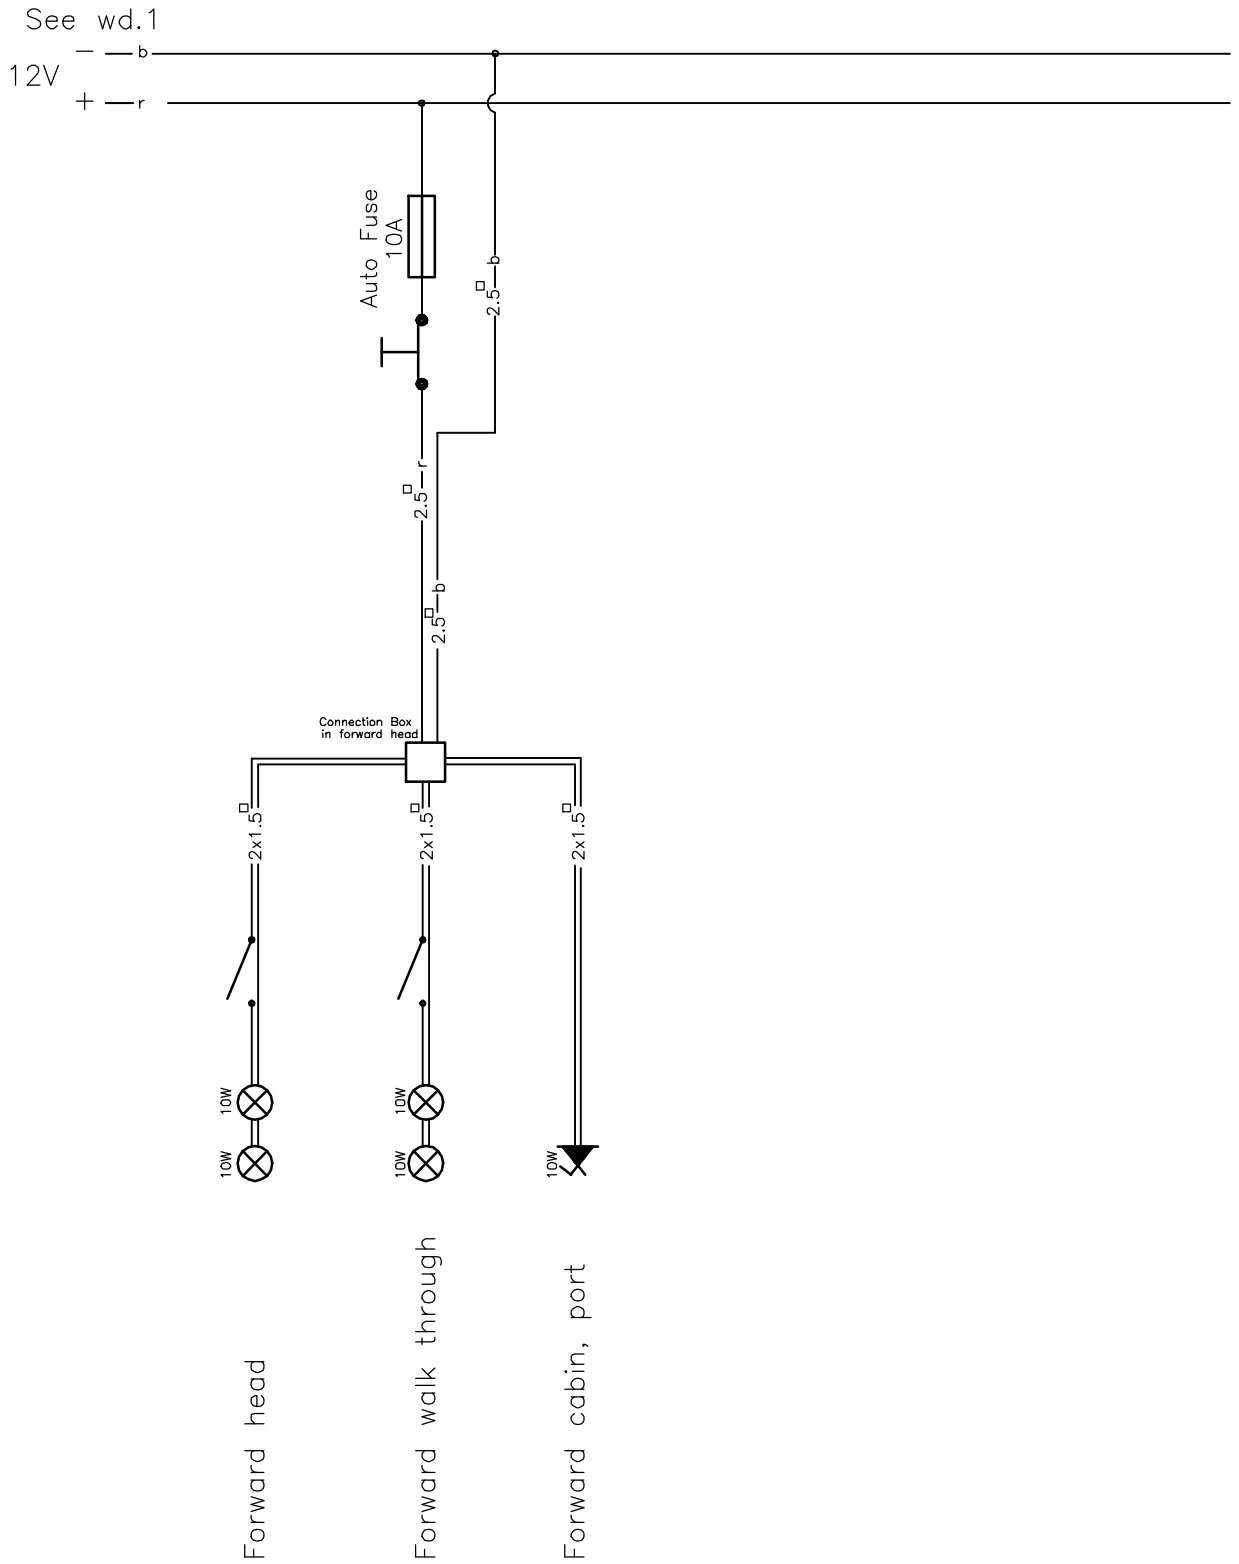 See wd.1
− b
12V
+ r
Auto Fuse
10A
2.5□ b
2.5□ r
2.5□ b
Connection Box
in forward head
2x1.5□
2x1.5□
2x1.5□
10W
10W
10W
10W
10W
Forward head
Forward walk through
Forward cabin, port